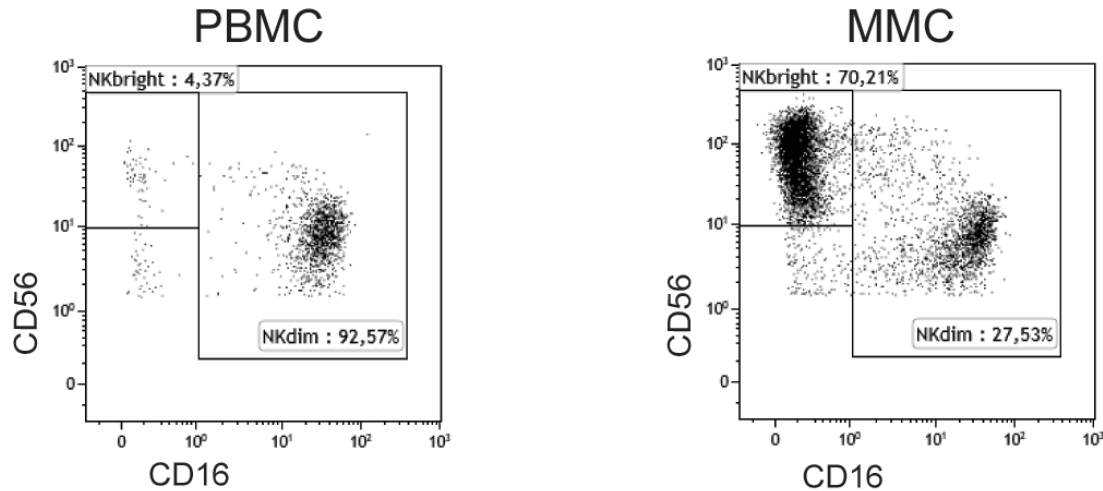 PBMC
10³
NKbright : 4,37%
10²
10¹
10⁰
NKdim : 92,57%
0
CD56
0 10⁰ 10¹ 10² 10³
CD16
MMC
10³
NKbright : 70,21%
10²
10¹
10⁰
NKdim : 27,53%
0
CD56
0 10⁰ 10¹ 10² 10³
CD16